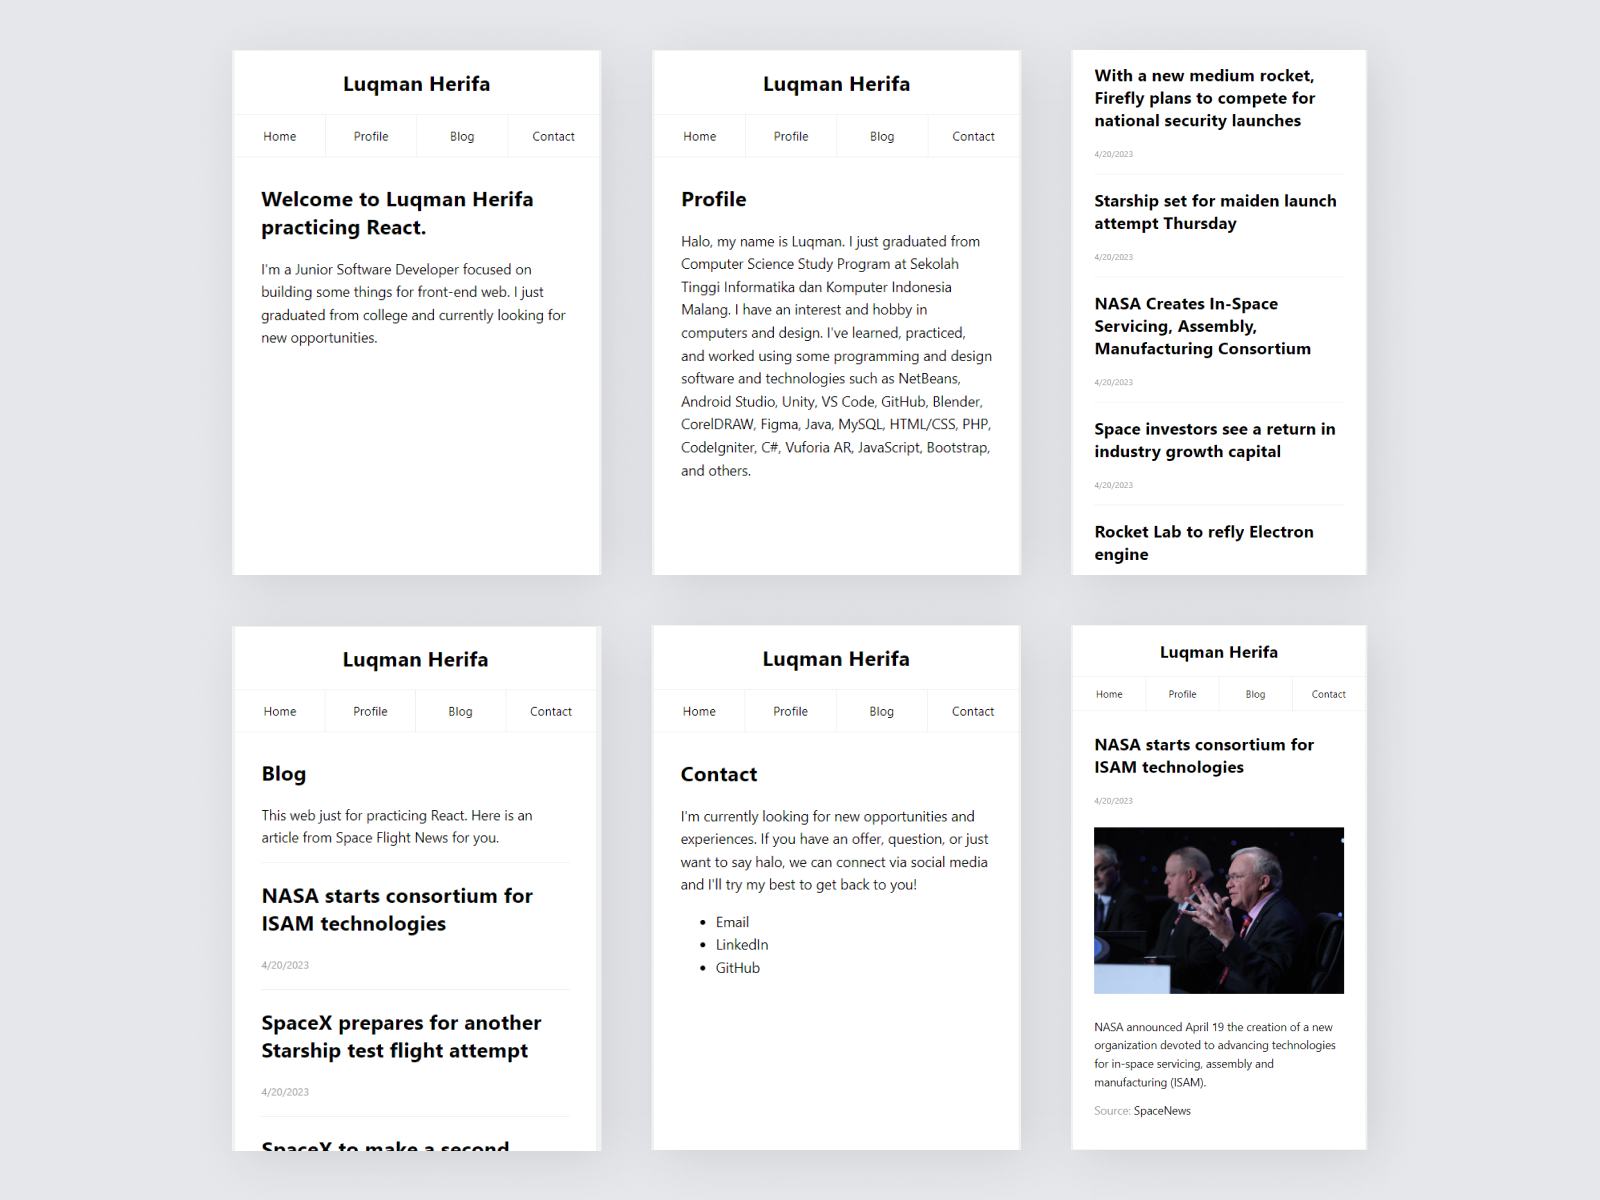 Luqman Herifa
Home
Profile
Blog
Contact
Welcome to Luqman Herifa
practicing React.
I'm a Junior Software Developer focused on
building some things for front-end web. I just
graduated from college and currently looking for
new opportunities.
Luqman Herifa
Home
Profile
Blog
Contact
Profile
Halo, my name is Luqman. I just graduated from
Computer Science Study Program at Sekolah
Tinggi Informatika dan Komputer Indonesia
Malang. I have an interest and hobby in
computers and design. I've learned, practiced,
and worked using some programming and design
software and technologies such as NetBeans,
Android Studio, Unity, VS Code, GitHub, Blender,
CorelDRAW, Figma, Java, MySQL, HTML/CSS, PHP,
CodeIgniter, C#, Vuforia AR, JavaScript, Bootstrap,
and others.
With a new medium rocket,
Firefly plans to compete for
national security launches
4/20/2023
Starship set for maiden launch
attempt Thursday
4/20/2023
NASA Creates In-Space
Servicing, Assembly,
Manufacturing Consortium
4/20/2023
Space investors see a return in
industry growth capital
4/20/2023
Rocket Lab to refly Electron
engine
Luqman Herifa
Home
Profile
Blog
Contact
Blog
This web just for practicing React. Here is an
article from Space Flight News for you.
NASA starts consortium for
ISAM technologies
4/20/2023
SpaceX prepares for another
Starship test flight attempt
4/20/2023
SpaceX to make a second
Luqman Herifa
Home
Profile
Blog
Contact
Contact
I'm currently looking for new opportunities and
experiences. If you have an offer, question, or just
want to say halo, we can connect via social media
and I'll try my best to get back to you!
• Email
• LinkedIn
• GitHub
Luqman Herifa
Home
Profile
Blog
Contact
NASA starts consortium for
ISAM technologies
4/20/2023
NASA announced April 19 the creation of a new
organization devoted to advancing technologies
for in-space servicing, assembly and
manufacturing (ISAM).
Source: SpaceNews